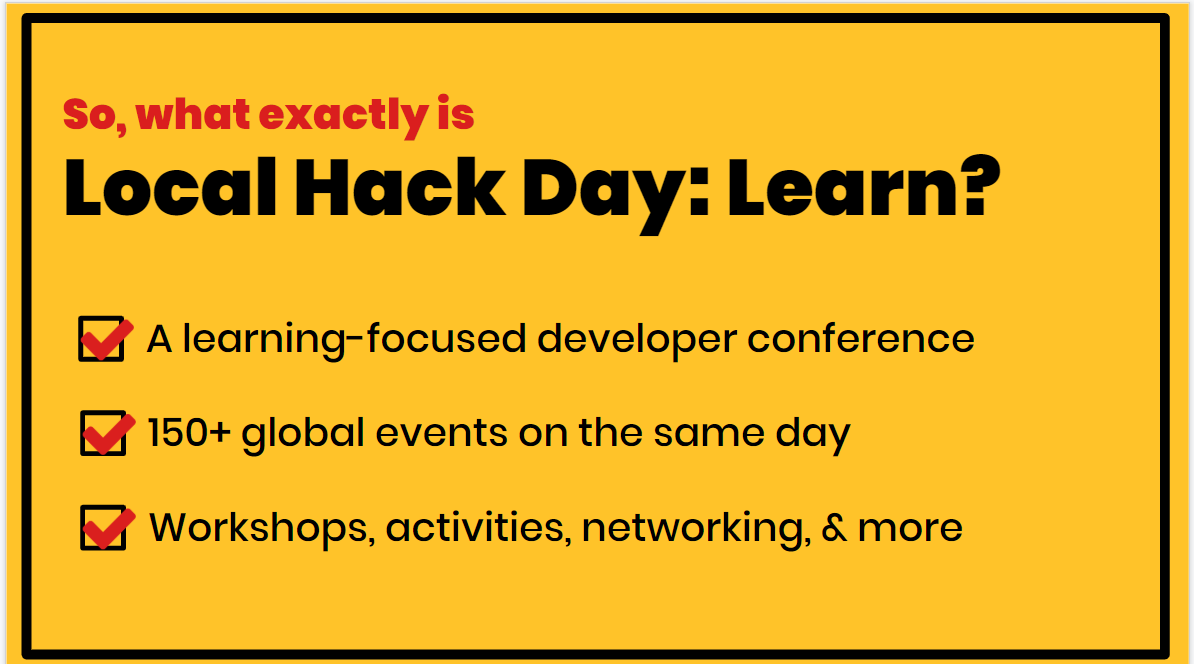 So, what exactly is
Local Hack Day: Learn?
A learning-focused developer conference
150+ global events on the same day
Workshops, activities, networking, & more